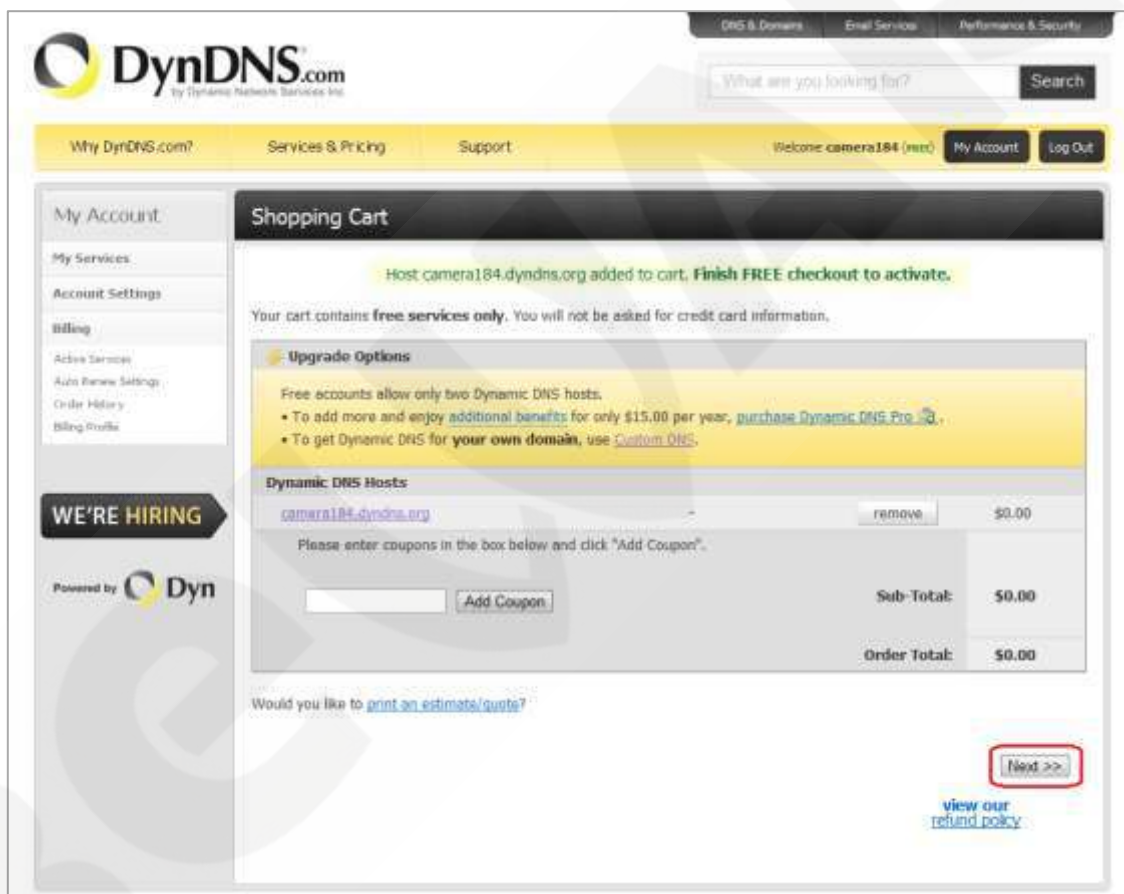 DNS & Domains Email Services Performance & Security
DynDNS.com
by Dynamic Network Services Inc
What are you looking for? Search
Why DynDNS.com? Services & Pricing Support Welcome camera184 (FREE) My Account Log Out
My Account
My Services
Account Settings
Billing
Active Services
Auto Renew Settings
Order History
Billing Profile
WE'RE HIRING
Powered by Dyn
Shopping Cart
Host camera184.dyndns.org added to cart. Finish FREE checkout to activate.
Your cart contains free services only. You will not be asked for credit card information.
Upgrade Options
Free accounts allow only two Dynamic DNS hosts.
• To add more and enjoy additional benefits for only $15.00 per year, purchase Dynamic DNS Pro .
• To get Dynamic DNS for your own domain, use Custom DNS.
Dynamic DNS Hosts
camera184.dyndns.org - remove $0.00
Please enter coupons in the box below and click "Add Coupon".
Add Coupon Sub-Total: $0.00
Order Total: $0.00
Would you like to print an estimate/quote?
Next >>
view our
refund policy